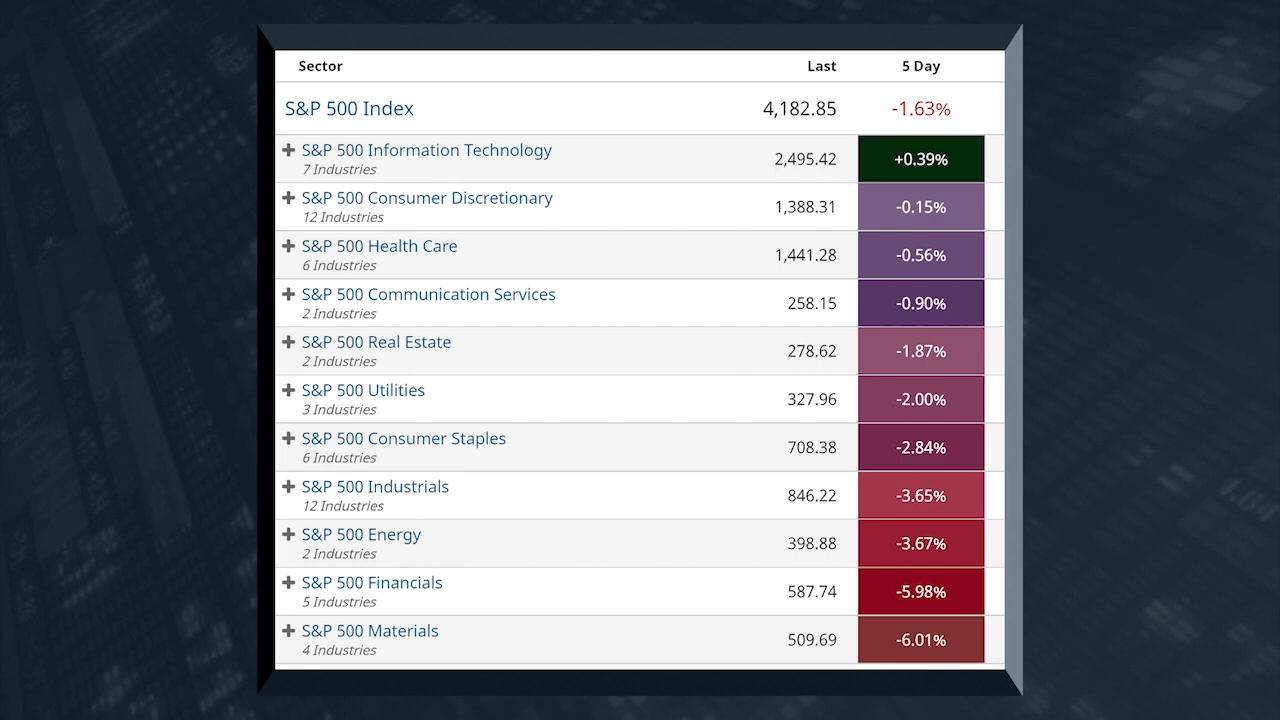 Sector Last 5 Day
S&P 500 Index 4,182.85 -1.63%
S&P 500 Information Technology 2,495.42 +0.39%
7 Industries
S&P 500 Consumer Discretionary 1,388.31 -0.15%
12 Industries
S&P 500 Health Care 1,441.28 -0.56%
6 Industries
S&P 500 Communication Services 258.15 -0.90%
2 Industries
S&P 500 Real Estate 278.62 -1.87%
2 Industries
S&P 500 Utilities 327.96 -2.00%
3 Industries
S&P 500 Consumer Staples 708.38 -2.84%
6 Industries
S&P 500 Industrials 846.22 -3.65%
12 Industries
S&P 500 Energy 398.88 -3.67%
2 Industries
S&P 500 Financials 587.74 -5.98%
5 Industries
S&P 500 Materials 509.69 -6.01%
4 Industries